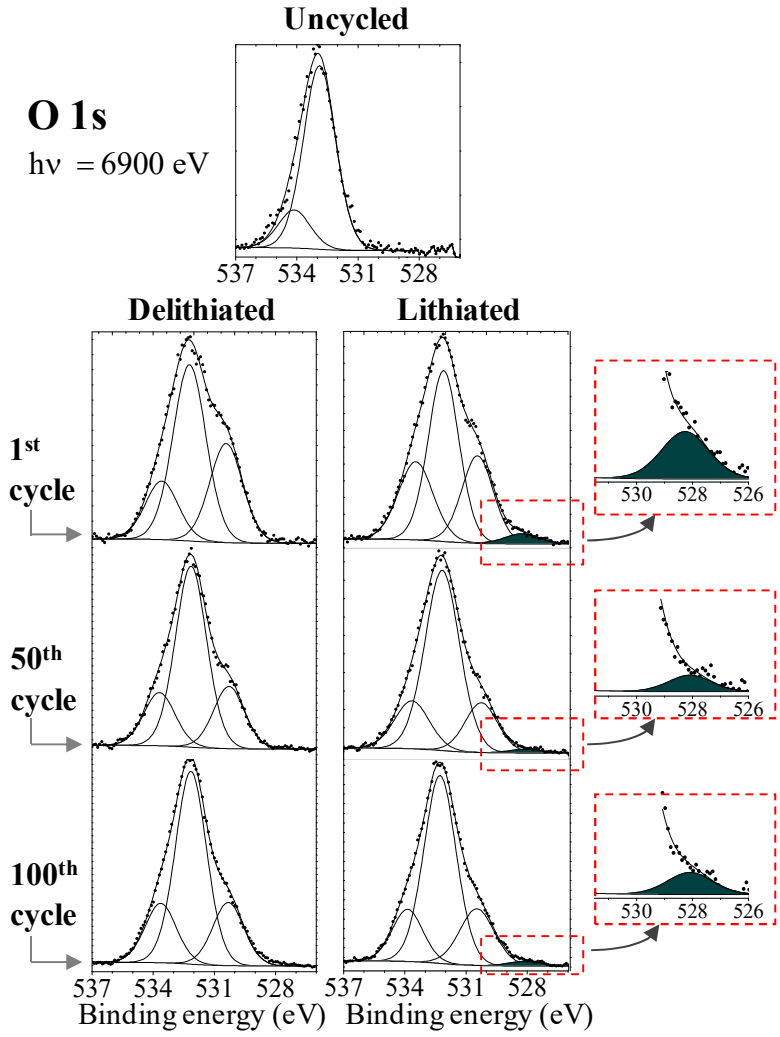 Uncycled
O 1s
hν = 6900 eV
537 534 531 528
Delithiated Lithiated
1st
cycle
530 528 526
50th
cycle
530 528 526
100th
cycle
530 528 526
537 534 531 528 537 534 531 528
Binding energy (eV) Binding energy (eV)